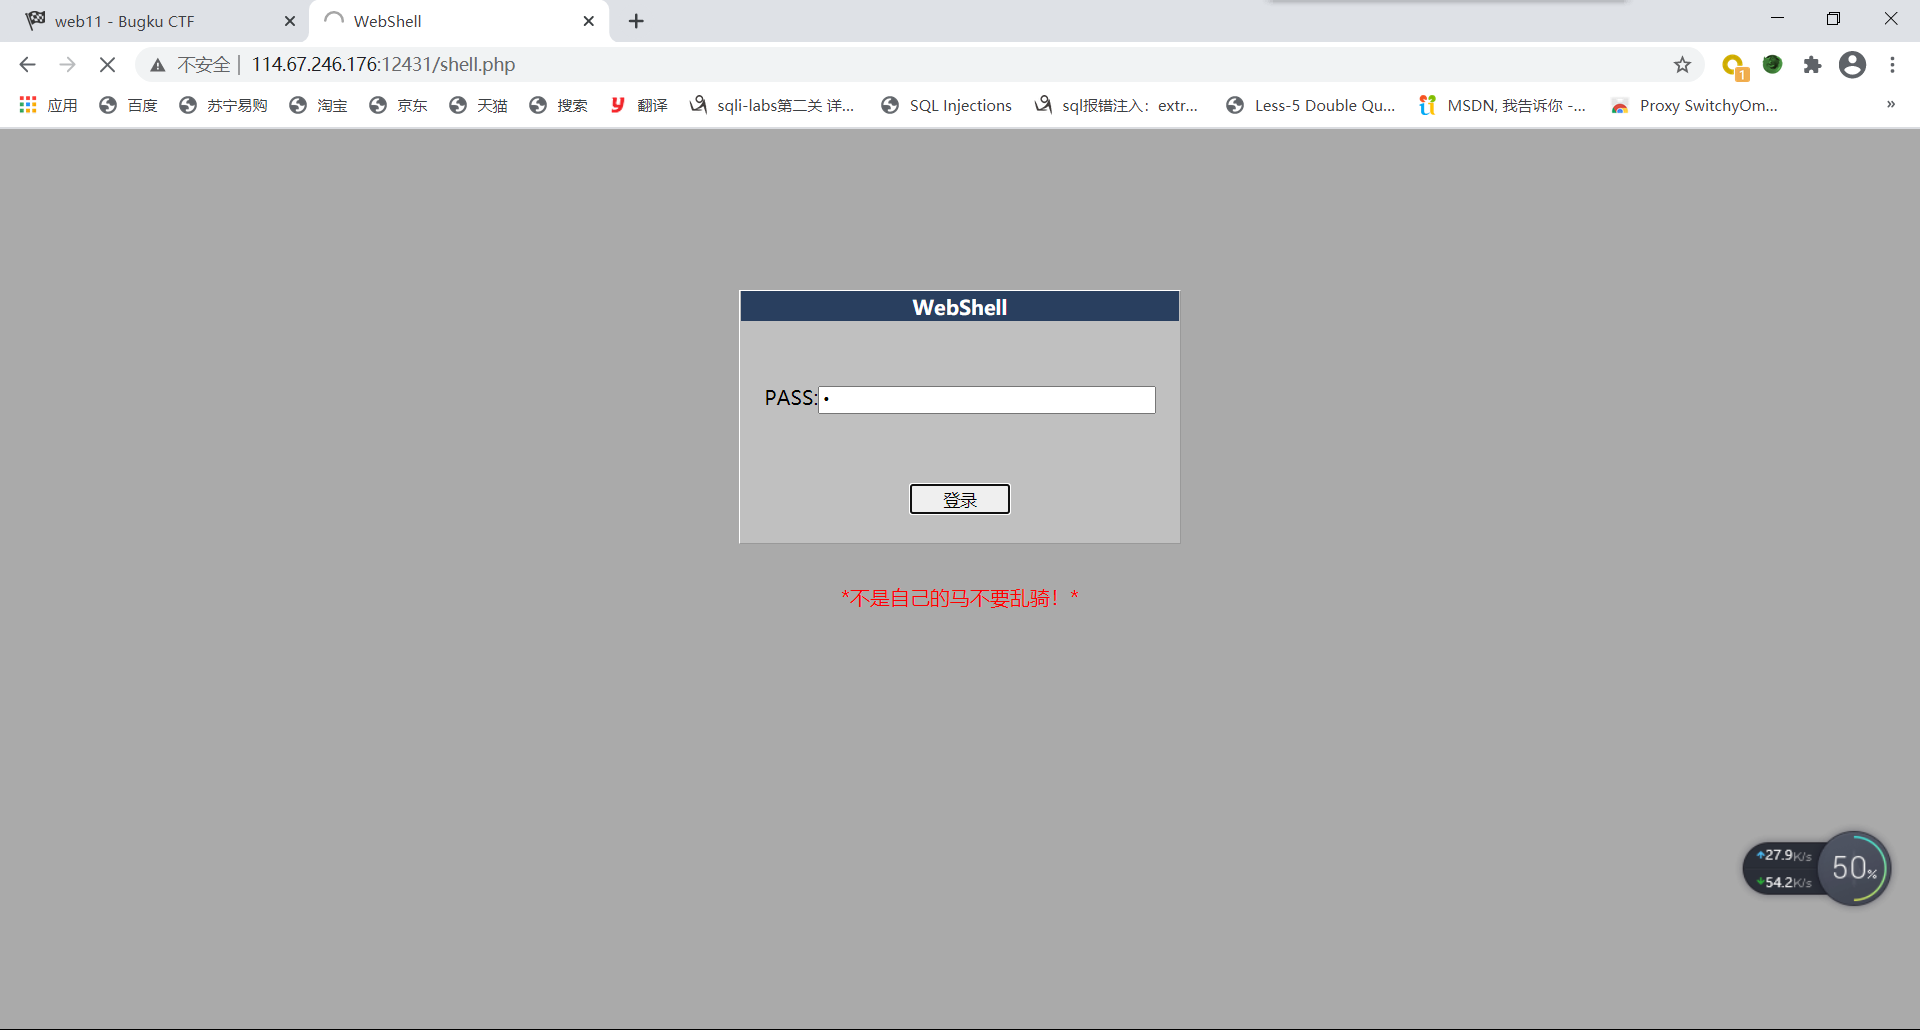 web11 - Bugku CTF
WebShell
不安全 | 114.67.246.176:12431/shell.php
1
应用 百度 苏宁易购 淘宝 京东 天猫 搜索 翻译 sqli-labs第二关 详... SQL Injections sql报错注入：extr... Less-5 Double Qu... MSDN, 我告诉你 -... Proxy SwitchyOm... »
WebShell
PASS:•
登录
*不是自己的马不要乱骑！*
27.9K/s
54.2K/s
50%